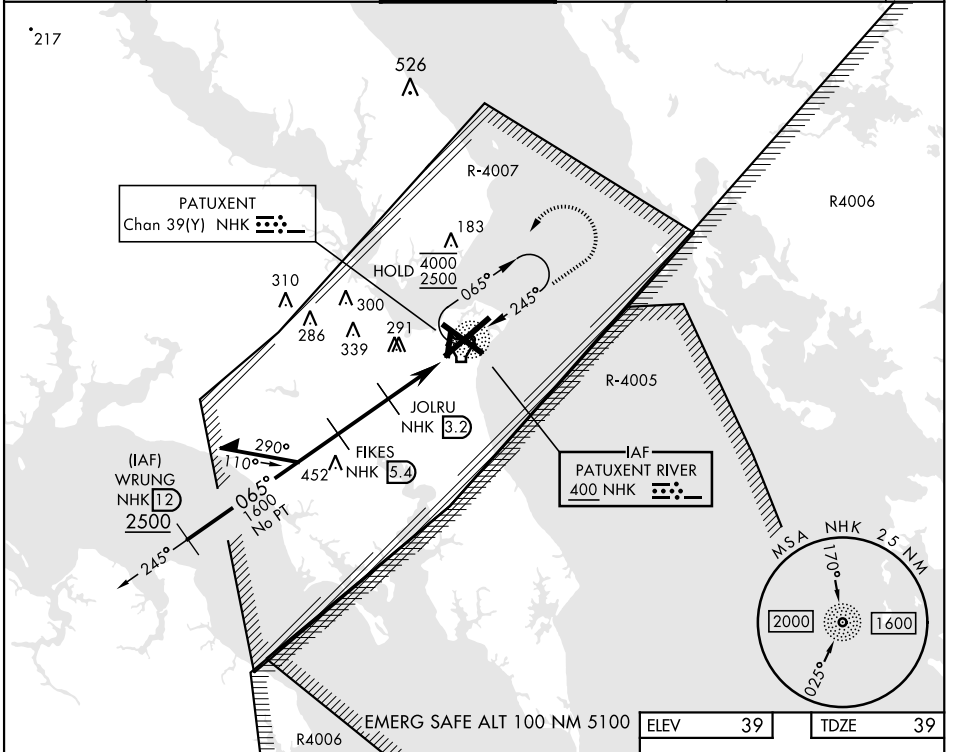 217
526
R-4007
R4006
PATUXENT
Chan 39(Y) NHK
183
HOLD
4000
2500
065°
245°
310
300
286
339
291
R-4005
JOLRU
NHK 3.2
IAF
PATUXENT RIVER
400 NHK
(IAF)
WRUNG
NHK 12
2500
290°
110°
FIKES
NHK 5.4
452
065°
1600
No PT
245°
MSA NHK 25 NM
170°
2000
1600
025°
EMERG SAFE ALT 100 NM 5100
ELEV 39
TDZE 39
R4006